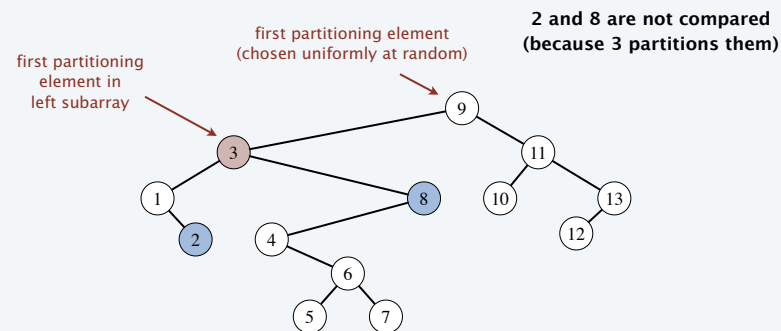 2 and 8 are not compared
(because 3 partitions them)
first partitioning element
(chosen uniformly at random)
first partitioning
element in
left subarray
9
3
11
1
8
10
13
2
4
12
6
5
7